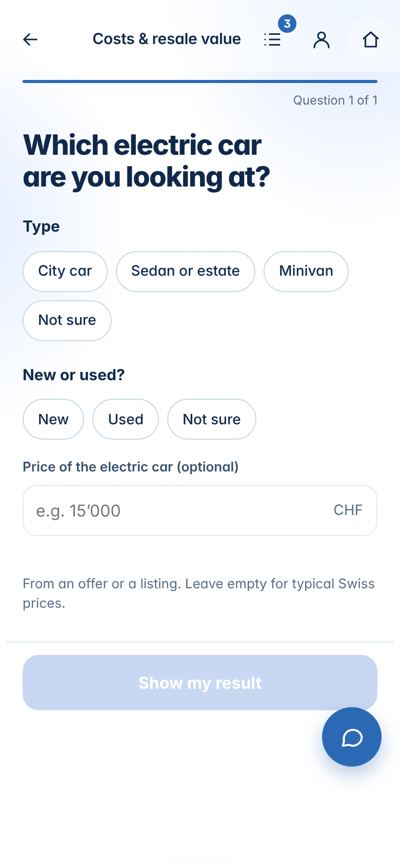 Costs & resale value
3
Question 1 of 1
Which electric car
are you looking at?
Type
City car
Sedan or estate
Minivan
Not sure
New or used?
New
Used
Not sure
Price of the electric car (optional)
e.g. 15’000
CHF
From an offer or a listing. Leave empty for typical Swiss
prices.
Show my result